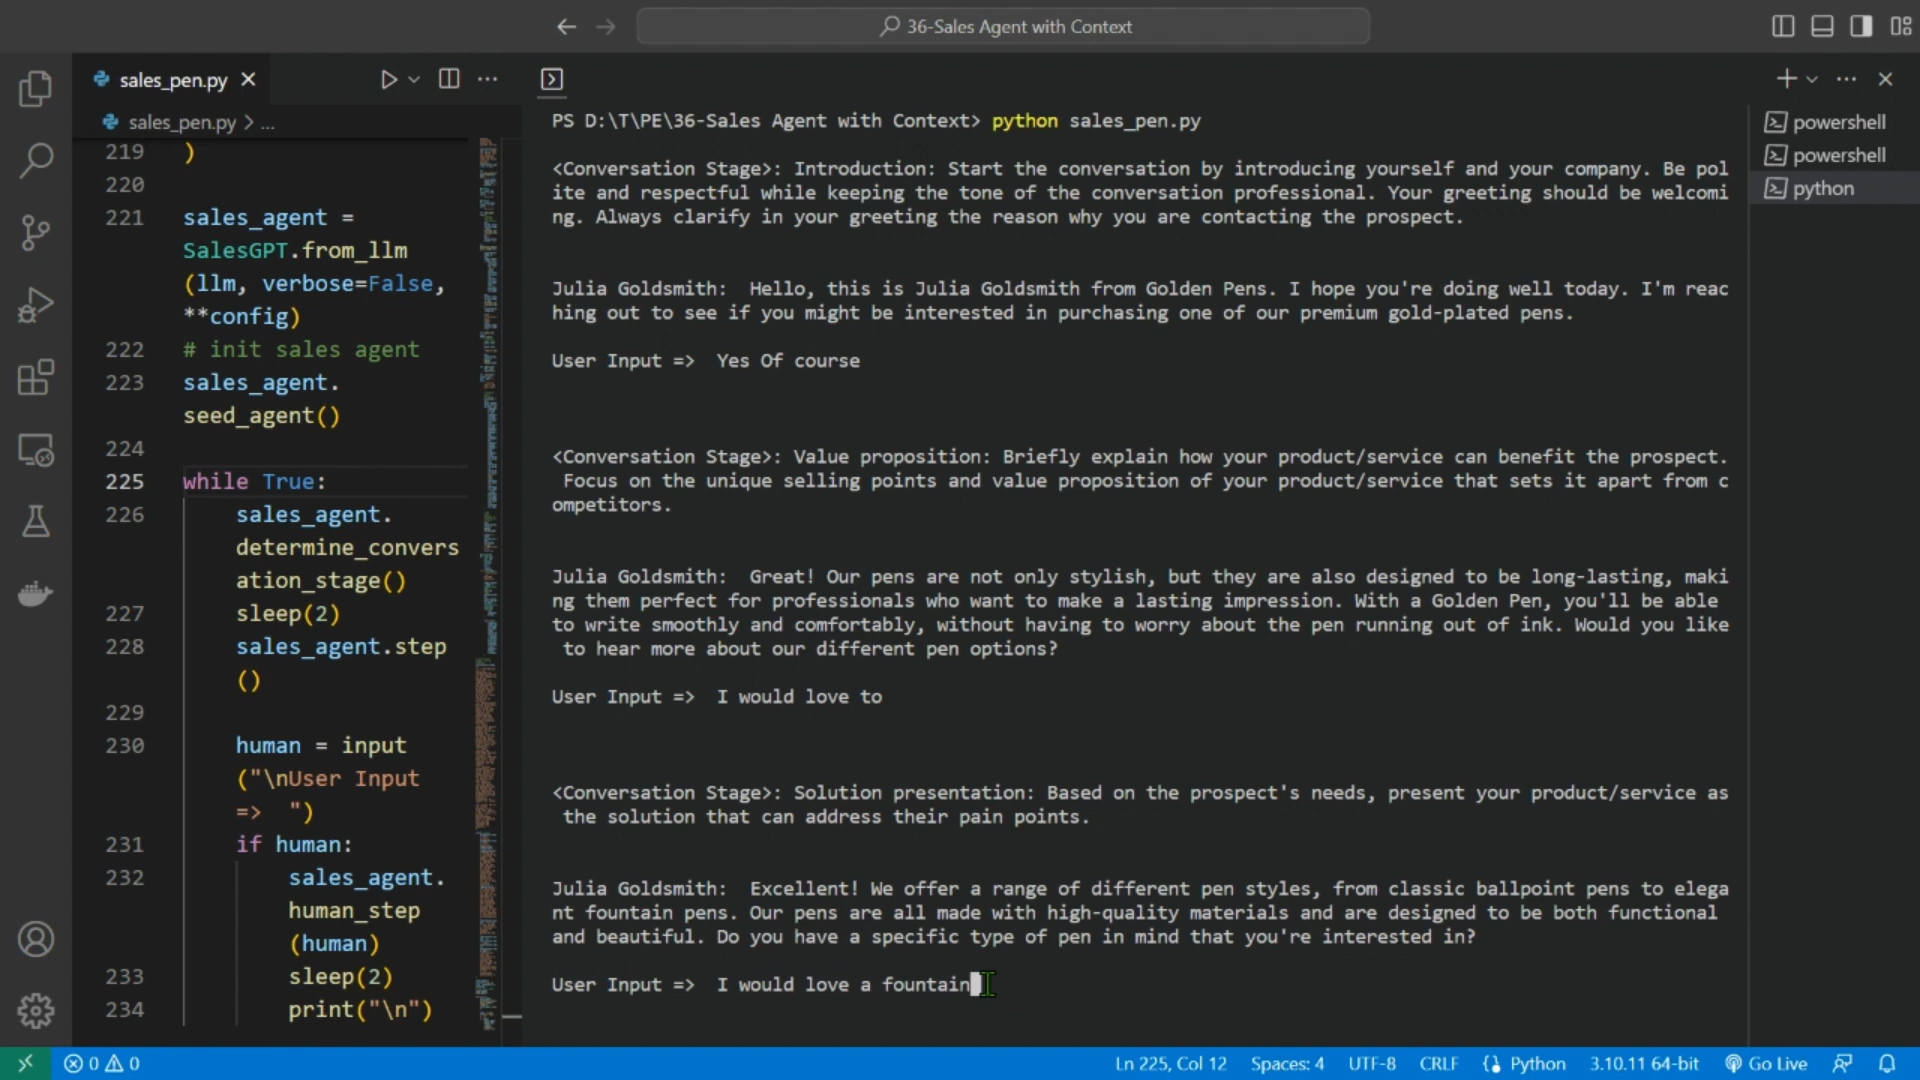 36-Sales Agent with Context
sales_pen.py
sales_pen.py > ...
219 )
220
221 sales_agent =
SalesGPT.from_llm
(llm, verbose=False,
**config)
222 # init sales agent
223 sales_agent.
seed_agent()
224
225 while True:
226 sales_agent.
determine_convers
ation_stage()
227 sleep(2)
228 sales_agent.step
()
229
230 human = input
("\nUser Input
=>  ")
231 if human:
232 sales_agent.
human_step
(human)
233 sleep(2)
234 print("\n")
PS D:\T\PE\36-Sales Agent with Context> python sales_pen.py
<Conversation Stage>: Introduction: Start the conversation by introducing yourself and your company. Be pol
ite and respectful while keeping the tone of the conversation professional. Your greeting should be welcomi
ng. Always clarify in your greeting the reason why you are contacting the prospect.
Julia Goldsmith:  Hello, this is Julia Goldsmith from Golden Pens. I hope you're doing well today. I'm reac
hing out to see if you might be interested in purchasing one of our premium gold-plated pens.
User Input =>  Yes Of course
<Conversation Stage>: Value proposition: Briefly explain how your product/service can benefit the prospect.
Focus on the unique selling points and value proposition of your product/service that sets it apart from c
ompetitors.
Julia Goldsmith:  Great! Our pens are not only stylish, but they are also designed to be long-lasting, maki
ng them perfect for professionals who want to make a lasting impression. With a Golden Pen, you'll be able
to write smoothly and comfortably, without having to worry about the pen running out of ink. Would you like
to hear more about our different pen options?
User Input =>  I would love to
<Conversation Stage>: Solution presentation: Based on the prospect's needs, present your product/service as
the solution that can address their pain points.
Julia Goldsmith:  Excellent! We offer a range of different pen styles, from classic ballpoint pens to elega
nt fountain pens. Our pens are all made with high-quality materials and are designed to be both functional
and beautiful. Do you have a specific type of pen in mind that you're interested in?
User Input =>  I would love a fountain
powershell
powershell
python
0 0
Ln 225, Col 12 Spaces: 4 UTF-8 CRLF Python 3.10.11 64-bit Go Live